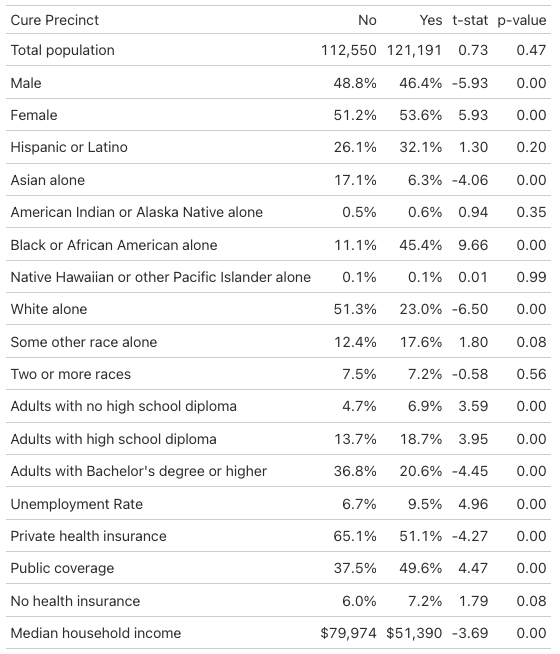 Cure Precinct No Yes t-stat p-value
Total population 112,550 121,191 0.73 0.47
Male 48.8% 46.4% -5.93 0.00
Female 51.2% 53.6% 5.93 0.00
Hispanic or Latino 26.1% 32.1% 1.30 0.20
Asian alone 17.1% 6.3% -4.06 0.00
American Indian or Alaska Native alone 0.5% 0.6% 0.94 0.35
Black or African American alone 11.1% 45.4% 9.66 0.00
Native Hawaiian or other Pacific Islander alone 0.1% 0.1% 0.01 0.99
White alone 51.3% 23.0% -6.50 0.00
Some other race alone 12.4% 17.6% 1.80 0.08
Two or more races 7.5% 7.2% -0.58 0.56
Adults with no high school diploma 4.7% 6.9% 3.59 0.00
Adults with high school diploma 13.7% 18.7% 3.95 0.00
Adults with Bachelor's degree or higher 36.8% 20.6% -4.45 0.00
Unemployment Rate 6.7% 9.5% 4.96 0.00
Private health insurance 65.1% 51.1% -4.27 0.00
Public coverage 37.5% 49.6% 4.47 0.00
No health insurance 6.0% 7.2% 1.79 0.08
Median household income $79,974 $51,390 -3.69 0.00